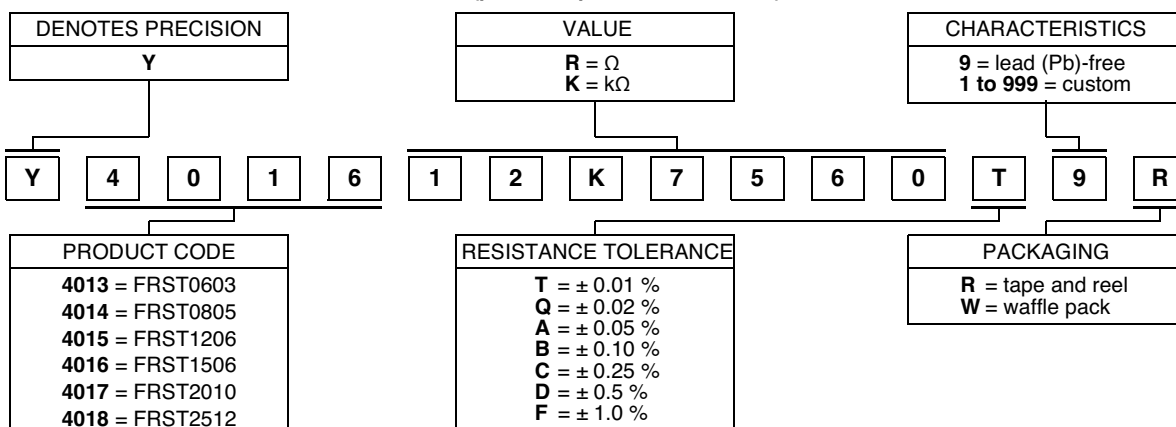 DENOTES PRECISION
Y
VALUE
R = Ω
K = kΩ
CHARACTERISTICS
9 = lead (Pb)-free
1 to 999 = custom
Y 4 0 1 6 1 2 K 7 5 6 0 T 9 R
PRODUCT CODE
4013 = FRST0603
4014 = FRST0805
4015 = FRST1206
4016 = FRST1506
4017 = FRST2010
4018 = FRST2512
RESISTANCE TOLERANCE
T = ± 0.01 %
Q = ± 0.02 %
A = ± 0.05 %
B = ± 0.10 %
C = ± 0.25 %
D = ± 0.5 %
F = ± 1.0 %
PACKAGING
R = tape and reel
W = waffle pack